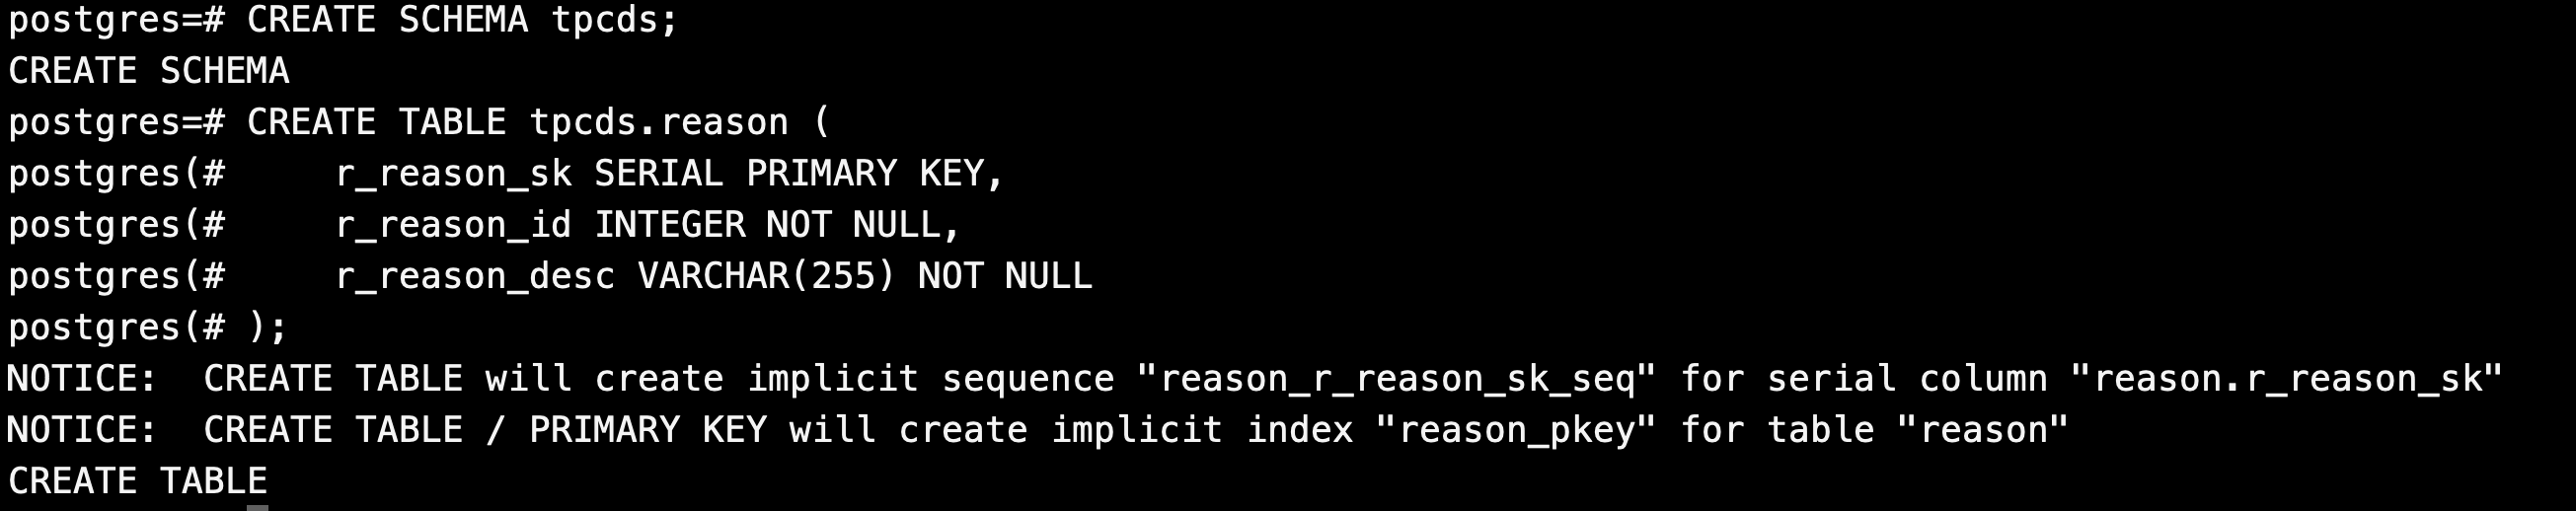 postgres=# CREATE SCHEMA tpcds;
CREATE SCHEMA
postgres=# CREATE TABLE tpcds.reason (
postgres(#     r_reason_sk SERIAL PRIMARY KEY,
postgres(#     r_reason_id INTEGER NOT NULL,
postgres(#     r_reason_desc VARCHAR(255) NOT NULL
postgres(# );
NOTICE:  CREATE TABLE will create implicit sequence "reason_r_reason_sk_seq" for serial column "reason.r_reason_sk"
NOTICE:  CREATE TABLE / PRIMARY KEY will create implicit index "reason_pkey" for table "reason"
CREATE TABLE